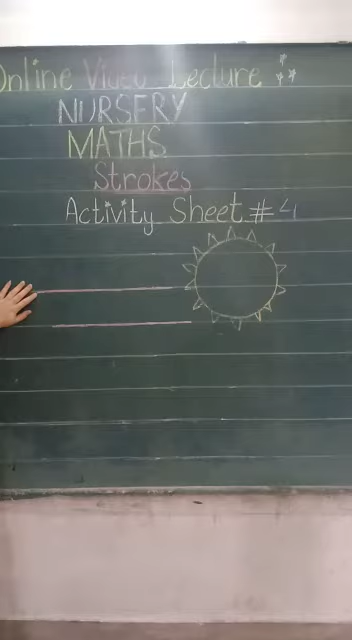 Online Video Lecture
NURSERY
MATHS
Strokes
Activity Sheet # 4